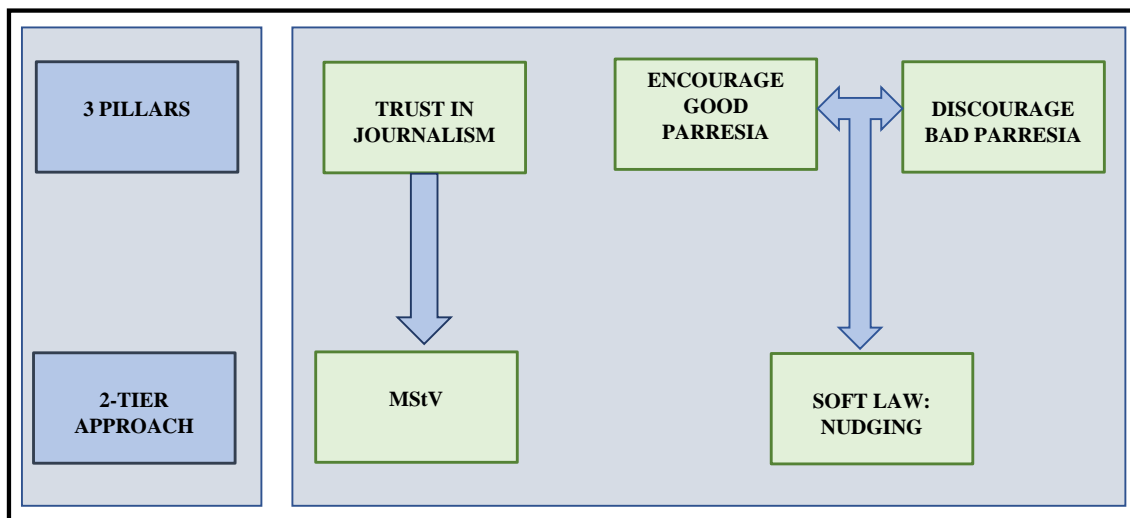 3 PILLARS
TRUST IN
JOURNALISM
ENCOURAGE
GOOD
PARRESIA
DISCOURAGE
BAD PARRESIA
2-TIER
APPROACH
MStV
SOFT LAW:
NUDGING